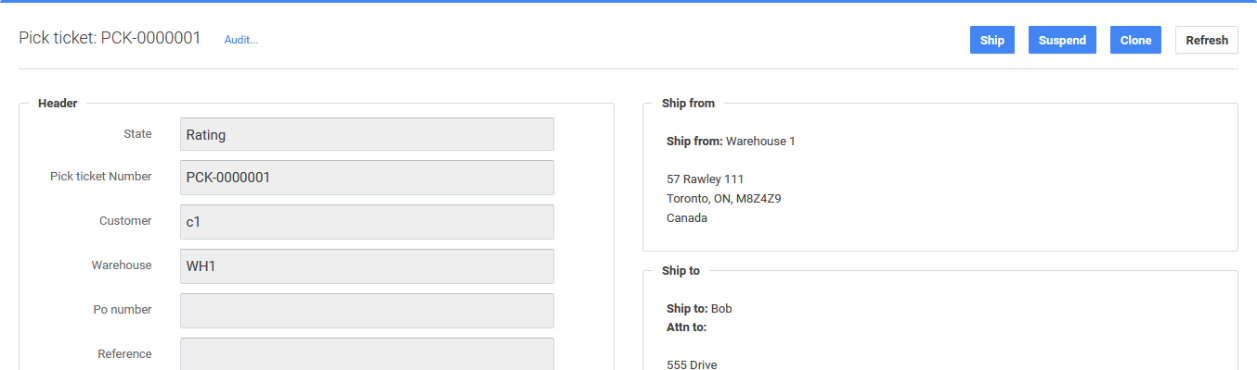 Pick ticket: PCK-0000001 Audit... Ship Suspend Clone Refresh
Header
State Rating
Pick ticket Number PCK-0000001
Customer c1
Warehouse WH1
Po number
Reference
Ship from
Ship from: Warehouse 1
57 Rawley 111
Toronto, ON, M8Z4Z9
Canada
Ship to
Ship to: Bob
Attn to:
555 Drive